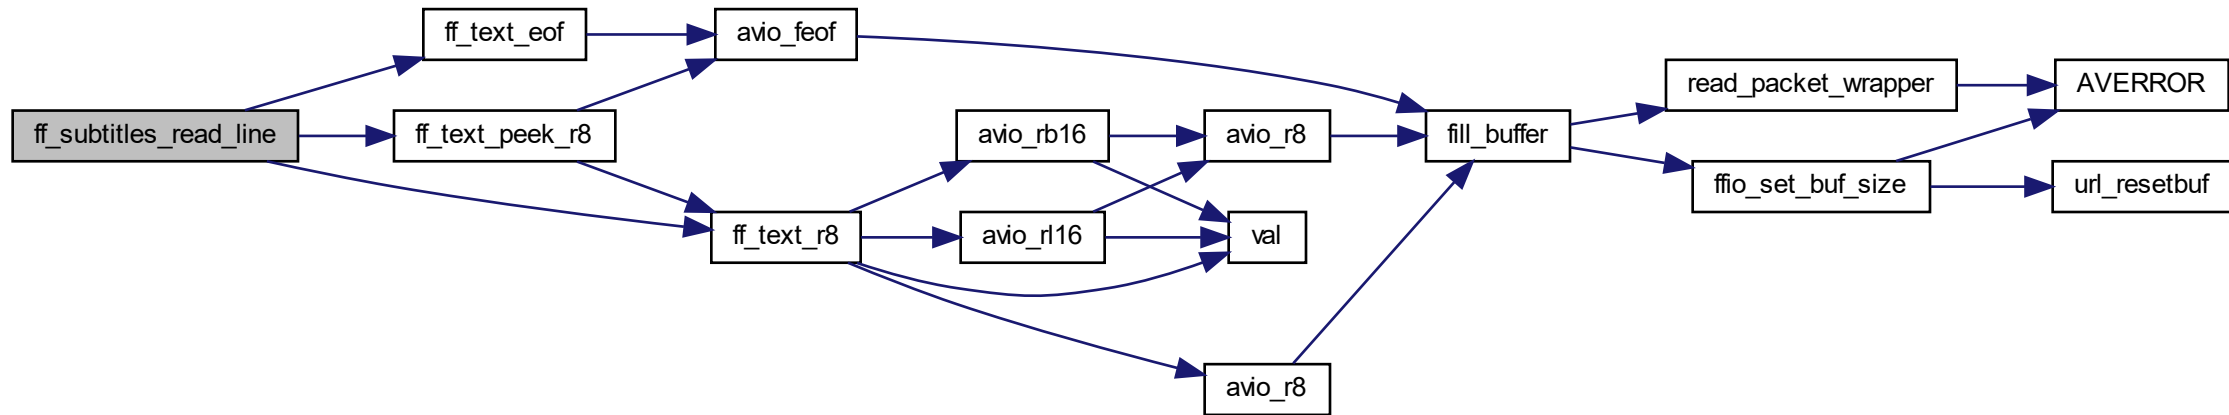 ff_subtitles_read_line
ff_text_eof
ff_text_peek_r8
avio_feof
ff_text_r8
avio_rb16
avio_rl16
avio_r8
val
avio_r8
fill_buffer
read_packet_wrapper
ffio_set_buf_size
AVERROR
url_resetbuf